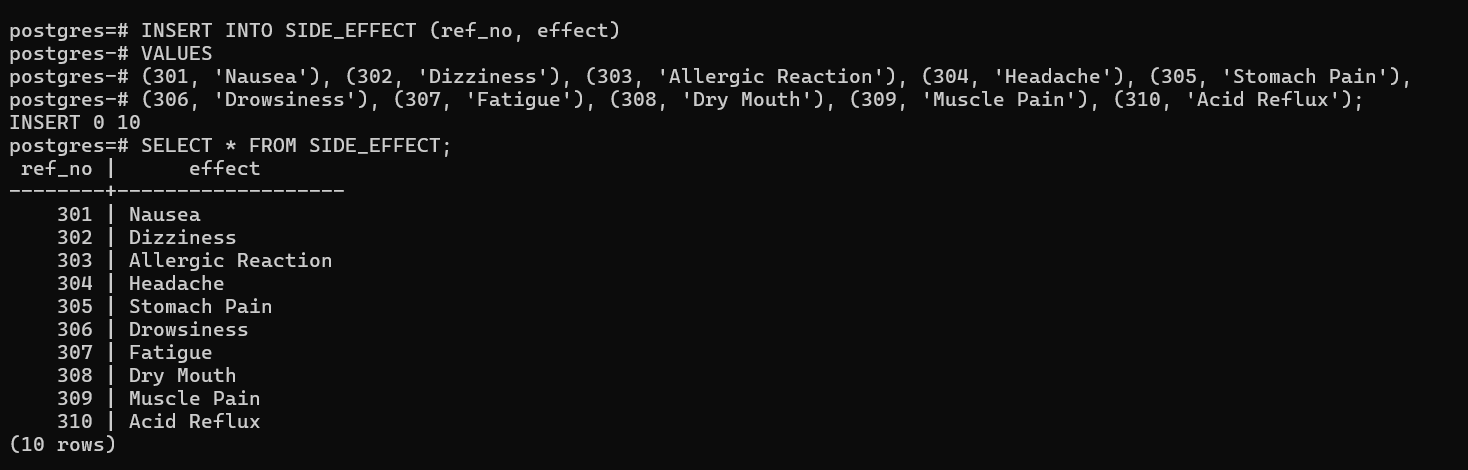 postgres=# INSERT INTO SIDE_EFFECT (ref_no, effect)
postgres-# VALUES
postgres-# (301, 'Nausea'), (302, 'Dizziness'), (303, 'Allergic Reaction'), (304, 'Headache'), (305, 'Stomach Pain'),
postgres-# (306, 'Drowsiness'), (307, 'Fatigue'), (308, 'Dry Mouth'), (309, 'Muscle Pain'), (310, 'Acid Reflux');
INSERT 0 10
postgres=# SELECT * FROM SIDE_EFFECT;
 ref_no |      effect
--------+-------------------
    301 | Nausea
    302 | Dizziness
    303 | Allergic Reaction
    304 | Headache
    305 | Stomach Pain
    306 | Drowsiness
    307 | Fatigue
    308 | Dry Mouth
    309 | Muscle Pain
    310 | Acid Reflux
(10 rows)